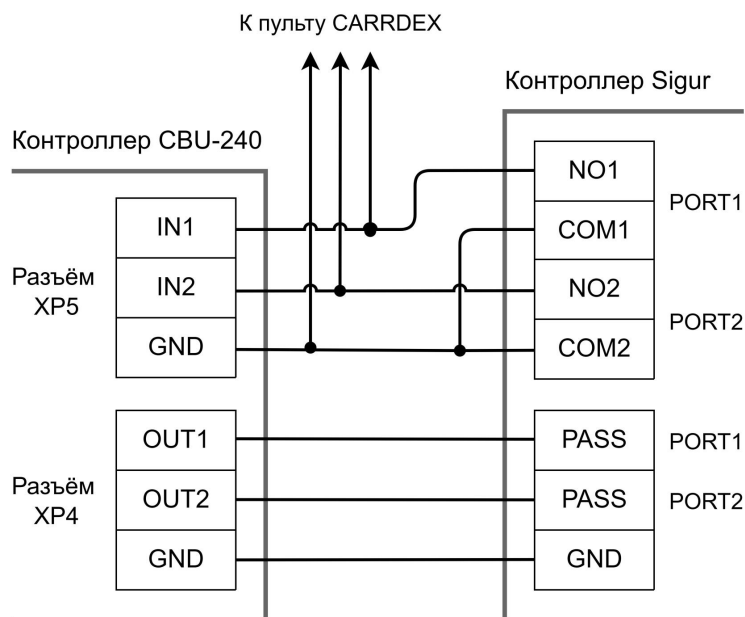 К пульту CARRDEX
Контроллер Sigur
Контроллер CBU-240
NO1
PORT1
IN1
COM1
Разъём
XP5
IN2
NO2
PORT2
GND
COM2
OUT1
PASS
PORT1
Разъём
XP4
OUT2
PASS
PORT2
GND
GND